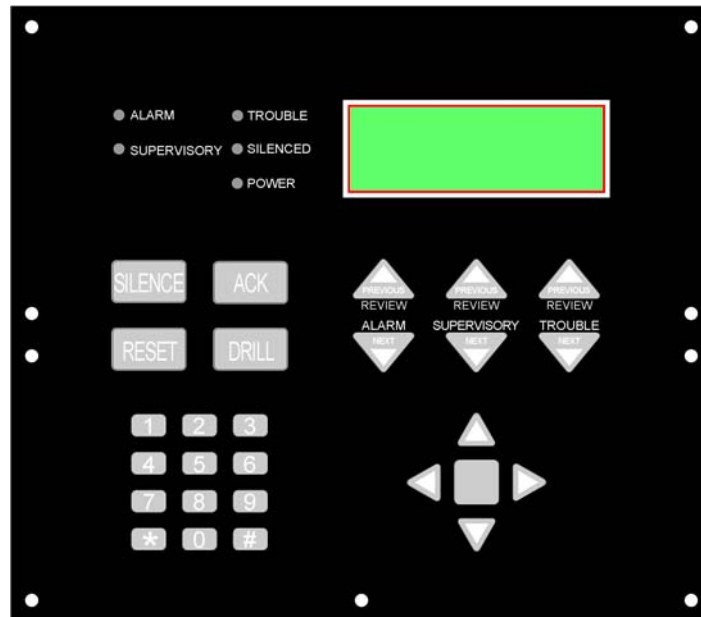 ALARM TROUBLE
SUPERVISORY SILENCED
POWER
SILENCE ACK
PREVIOUS PREVIOUS PREVIOUS
REVIEW REVIEW REVIEW
ALARM SUPERVISORY TROUBLE
NEXT NEXT NEXT
RESET DRILL
1 2 3
4 5 6
7 8 9
* 0 #